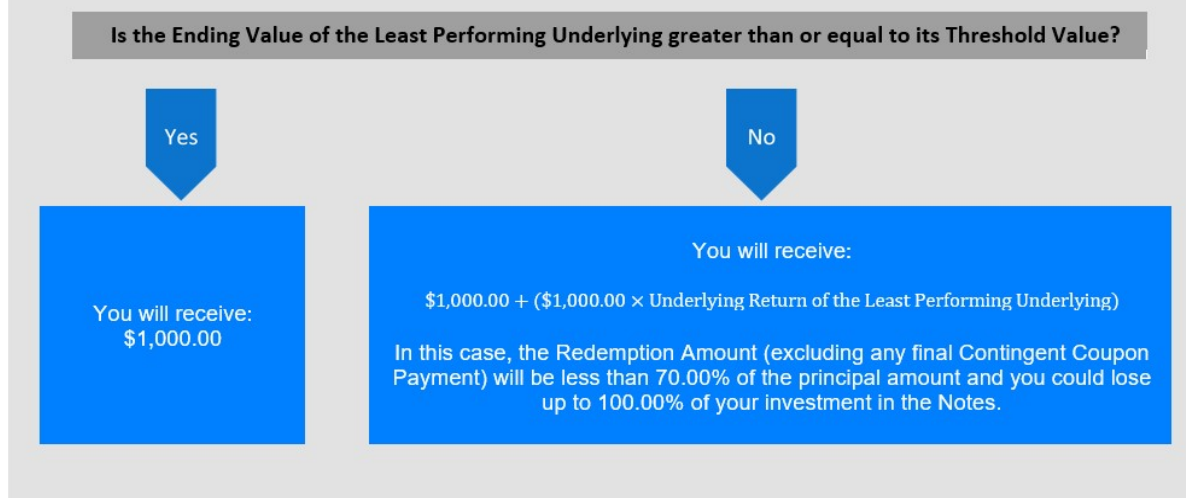 Is the Ending Value of the Least Performing Underlying greater than or equal to its Threshold Value?
Yes
No
You will receive:
$1,000.00
You will receive:
$1,000.00 + ($1,000.00 × Underlying Return of the Least Performing Underlying)
In this case, the Redemption Amount (excluding any final Contingent Coupon
Payment) will be less than 70.00% of the principal amount and you could lose
up to 100.00% of your investment in the Notes.